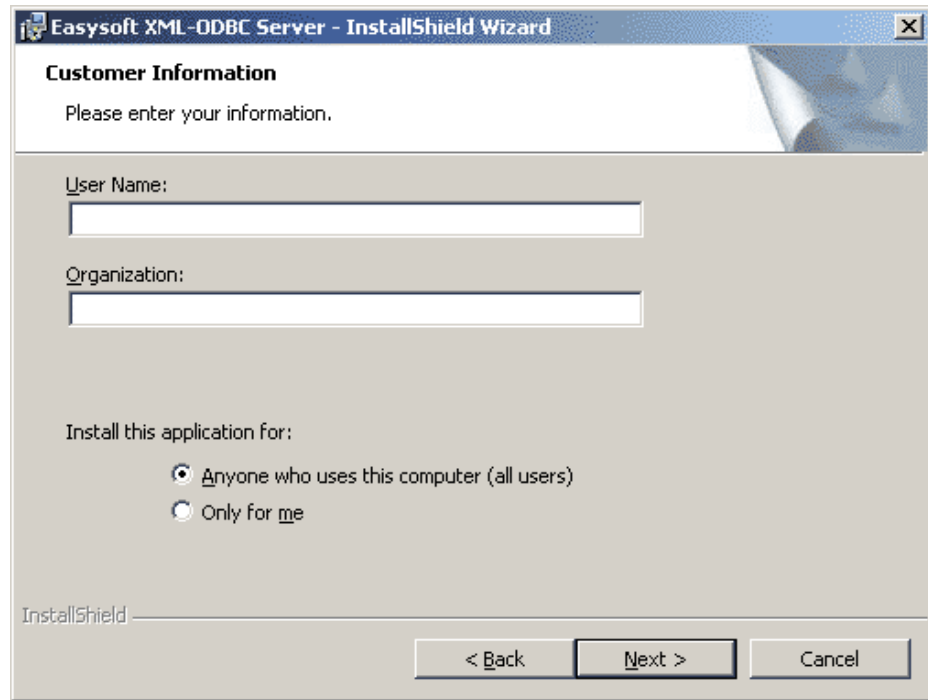 Easysoft XML-ODBC Server - InstallShield Wizard
Customer Information
Please enter your information.
User Name:
Organization:
Install this application for:
Anyone who uses this computer (all users)
Only for me
InstallShield
< Back
Next >
Cancel